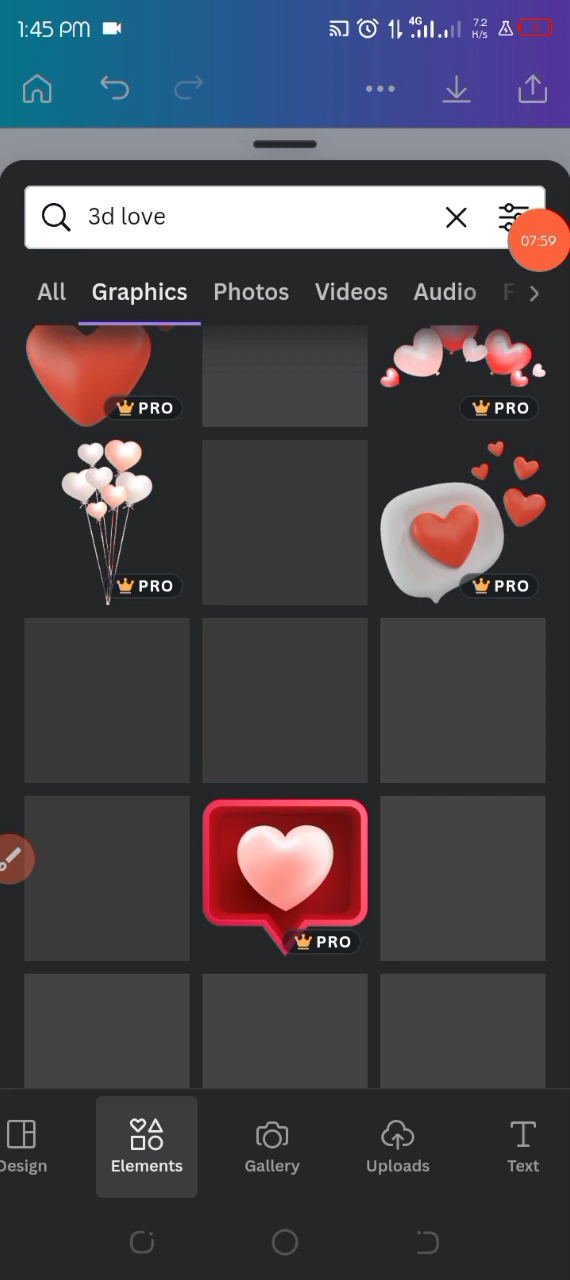 1:45 PM
4G
7.2
K/s
3d love
07:59
All Graphics Photos Videos Audio
PRO
PRO
PRO
PRO
PRO
Design Elements Gallery Uploads Text